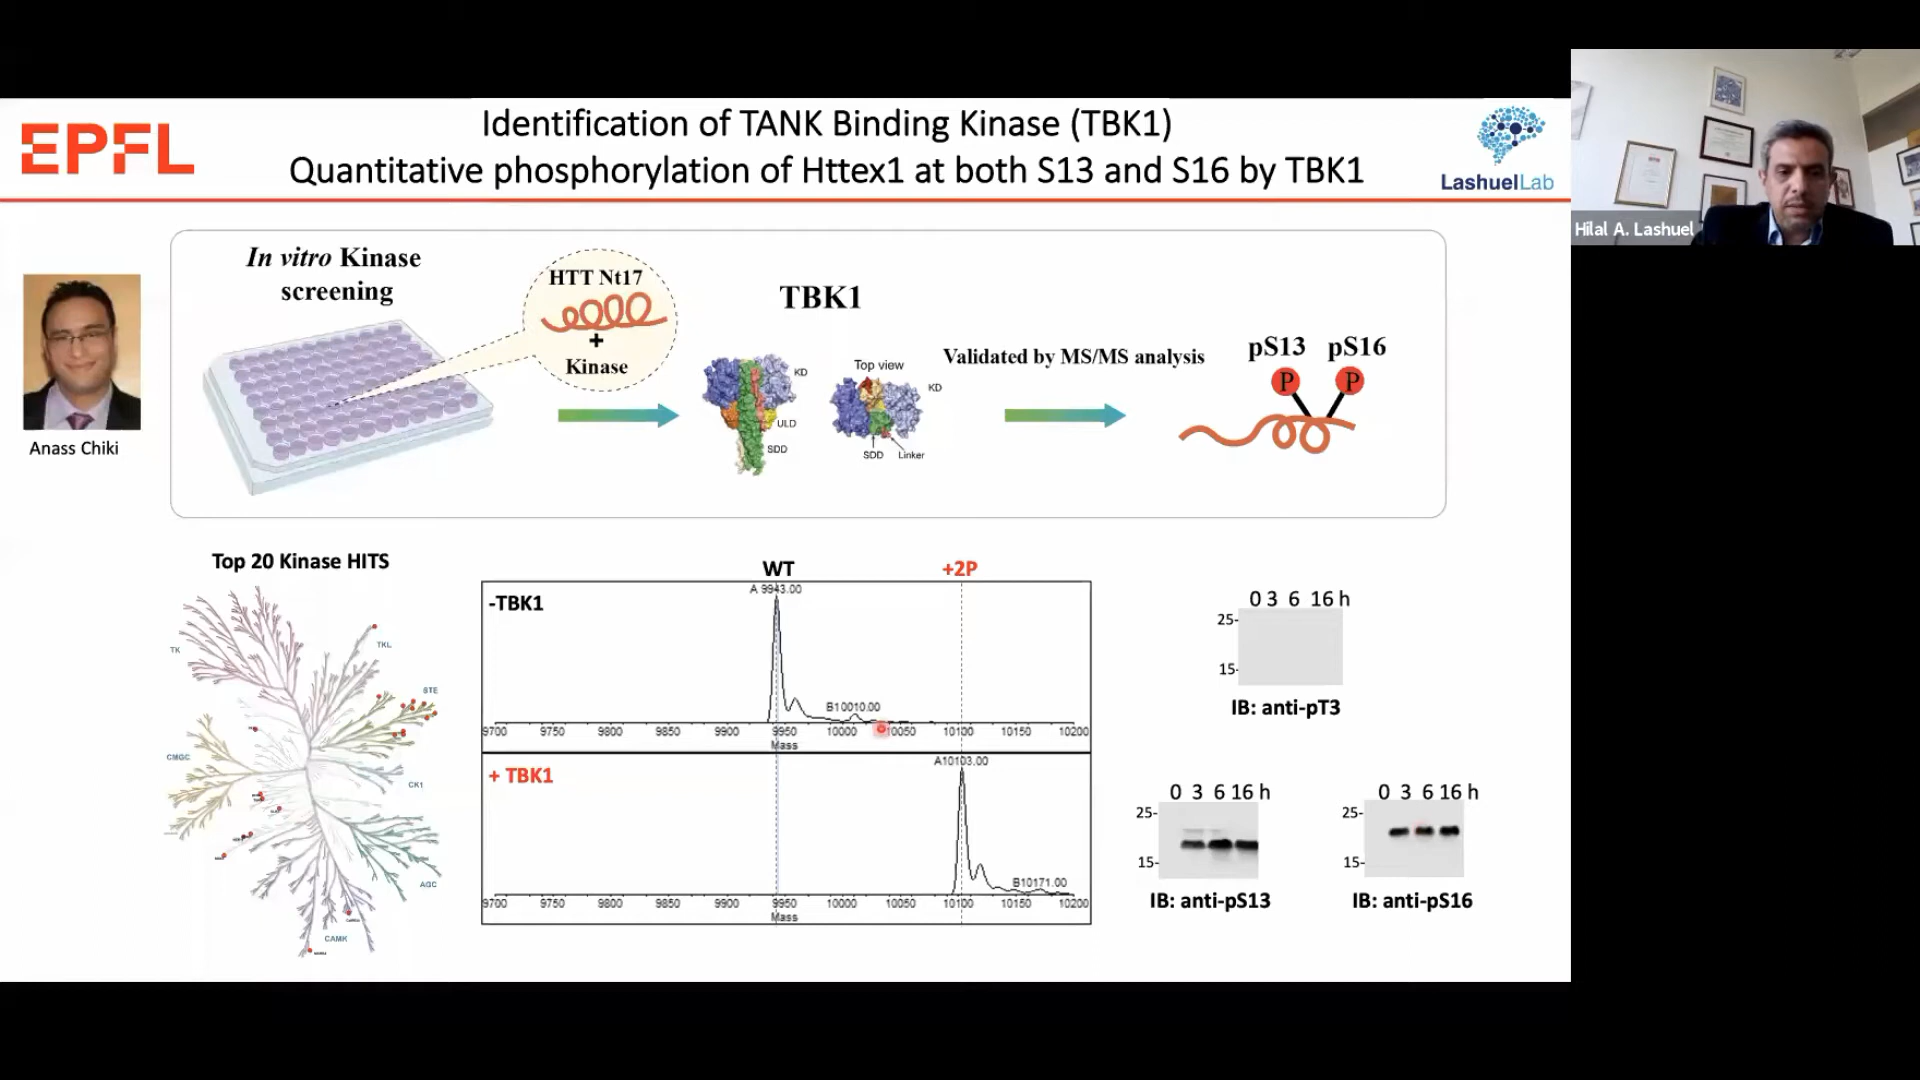 EPFL
Identification of TANK Binding Kinase (TBK1)
Quantitative phosphorylation of Httex1 at both S13 and S16 by TBK1
LashuelLab
Hilal A. Lashuel
Anass Chiki
In vitro Kinase
screening
HTT Nt17
+
Kinase
TBK1
KD
ULD
SDD
Top view
KD
SDD
Linker
Validated by MS/MS analysis
pS13 pS16
P P
Top 20 Kinase HITS
TK
TKL
STE
CMGC
CK1
AGC
CAMK
WT
+2P
-TBK1
A 9943.00
B10010.00
9700 9750 9800 9850 9900 9950 10000 10050 10100 10150 10200
Mass
+ TBK1
A10103.00
B10171.00
9700 9750 9800 9850 9900 9950 10000 10050 10100 10150 10200
Mass
0 3 6 16 h
25-
15-
IB: anti-pT3
0 3 6 16 h
25-
15-
IB: anti-pS13
0 3 6 16 h
25-
15-
IB: anti-pS16